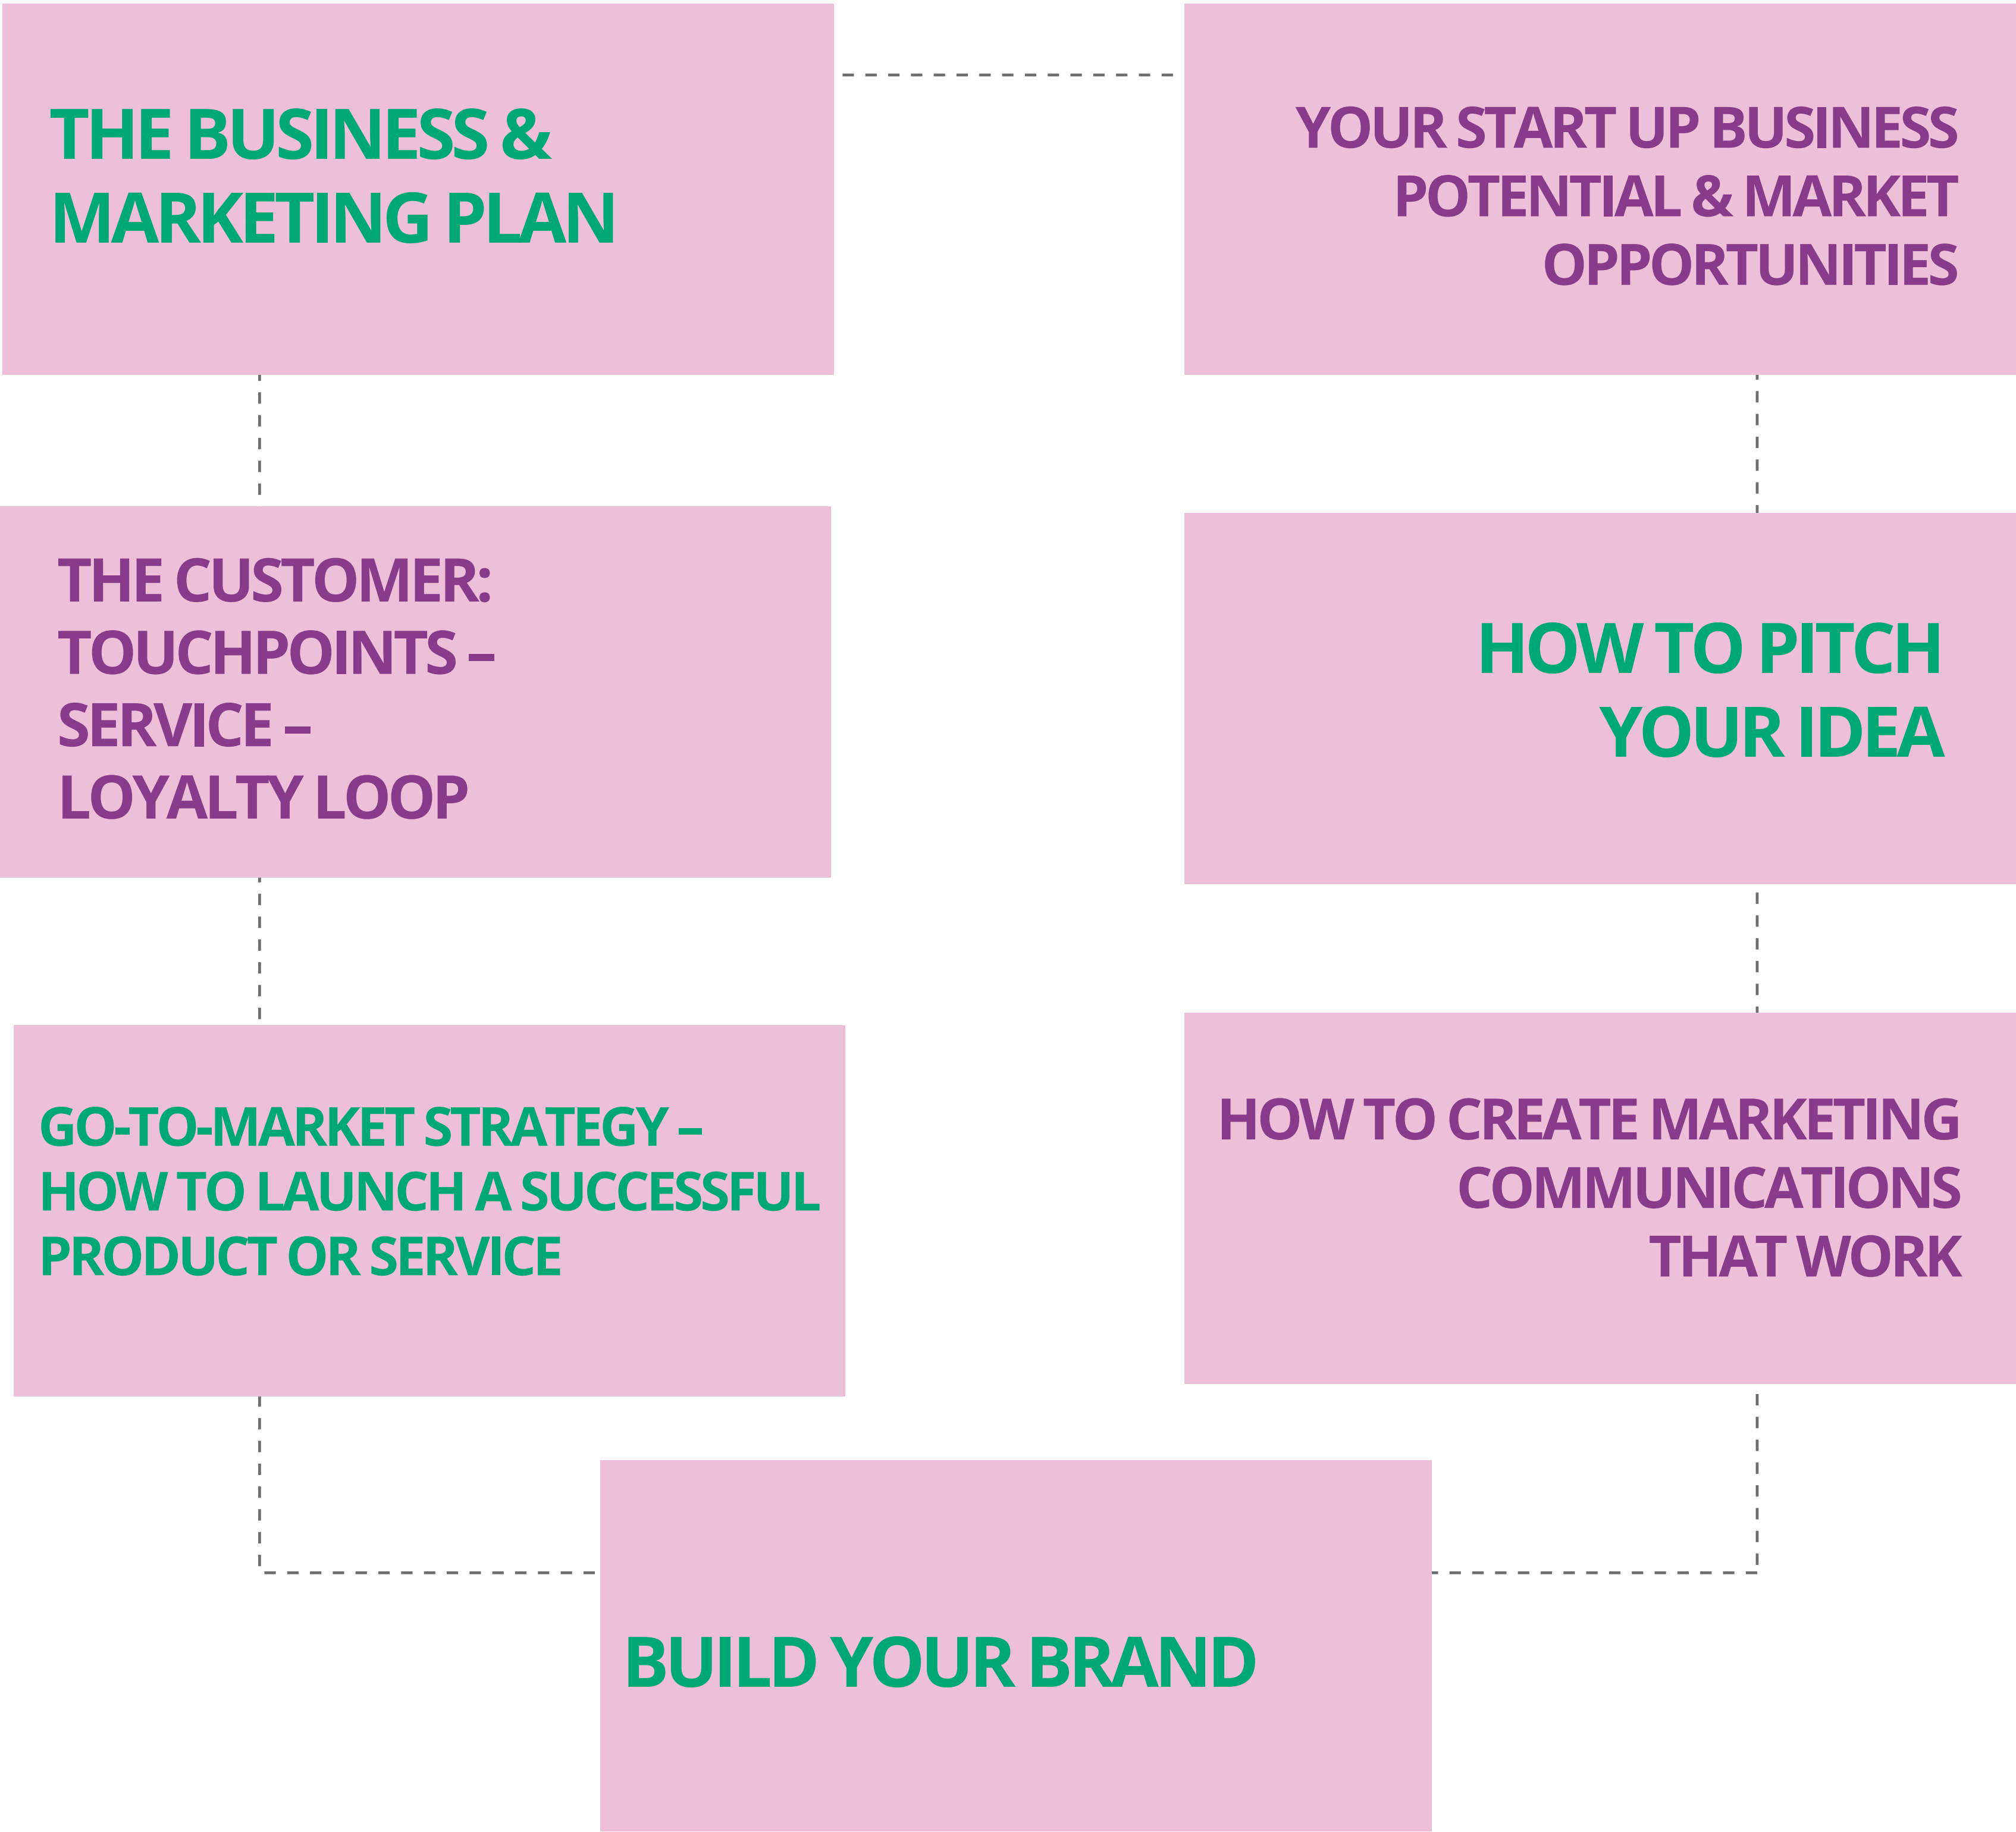 THE BUSINESS &
MARKETING PLAN
YOUR START UP BUSINESS
POTENTIAL & MARKET
OPPORTUNITIES
THE CUSTOMER:
TOUCHPOINTS –
SERVICE –
LOYALTY LOOP
HOW TO PITCH
YOUR IDEA
GO-TO-MARKET STRATEGY –
HOW TO LAUNCH A SUCCESSFUL
PRODUCT OR SERVICE
HOW TO CREATE MARKETING
COMMUNICATIONS
THAT WORK
BUILD YOUR BRAND